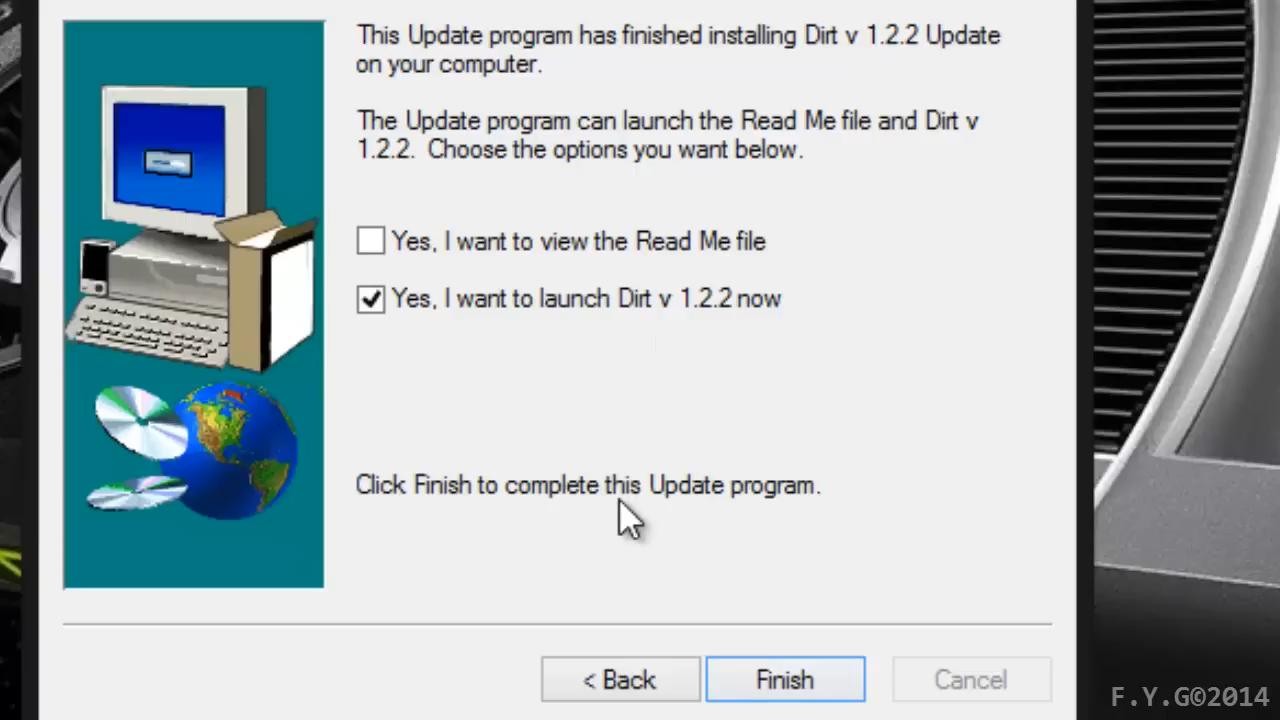 This Update program has finished installing Dirt v 1.2.2 Update
on your computer.
The Update program can launch the Read Me file and Dirt v
1.2.2.  Choose the options you want below.
Yes, I want to view the Read Me file
Yes, I want to launch Dirt v 1.2.2 now
Click Finish to complete this Update program.
< Back
Finish
Cancel
F.Y.G©2014